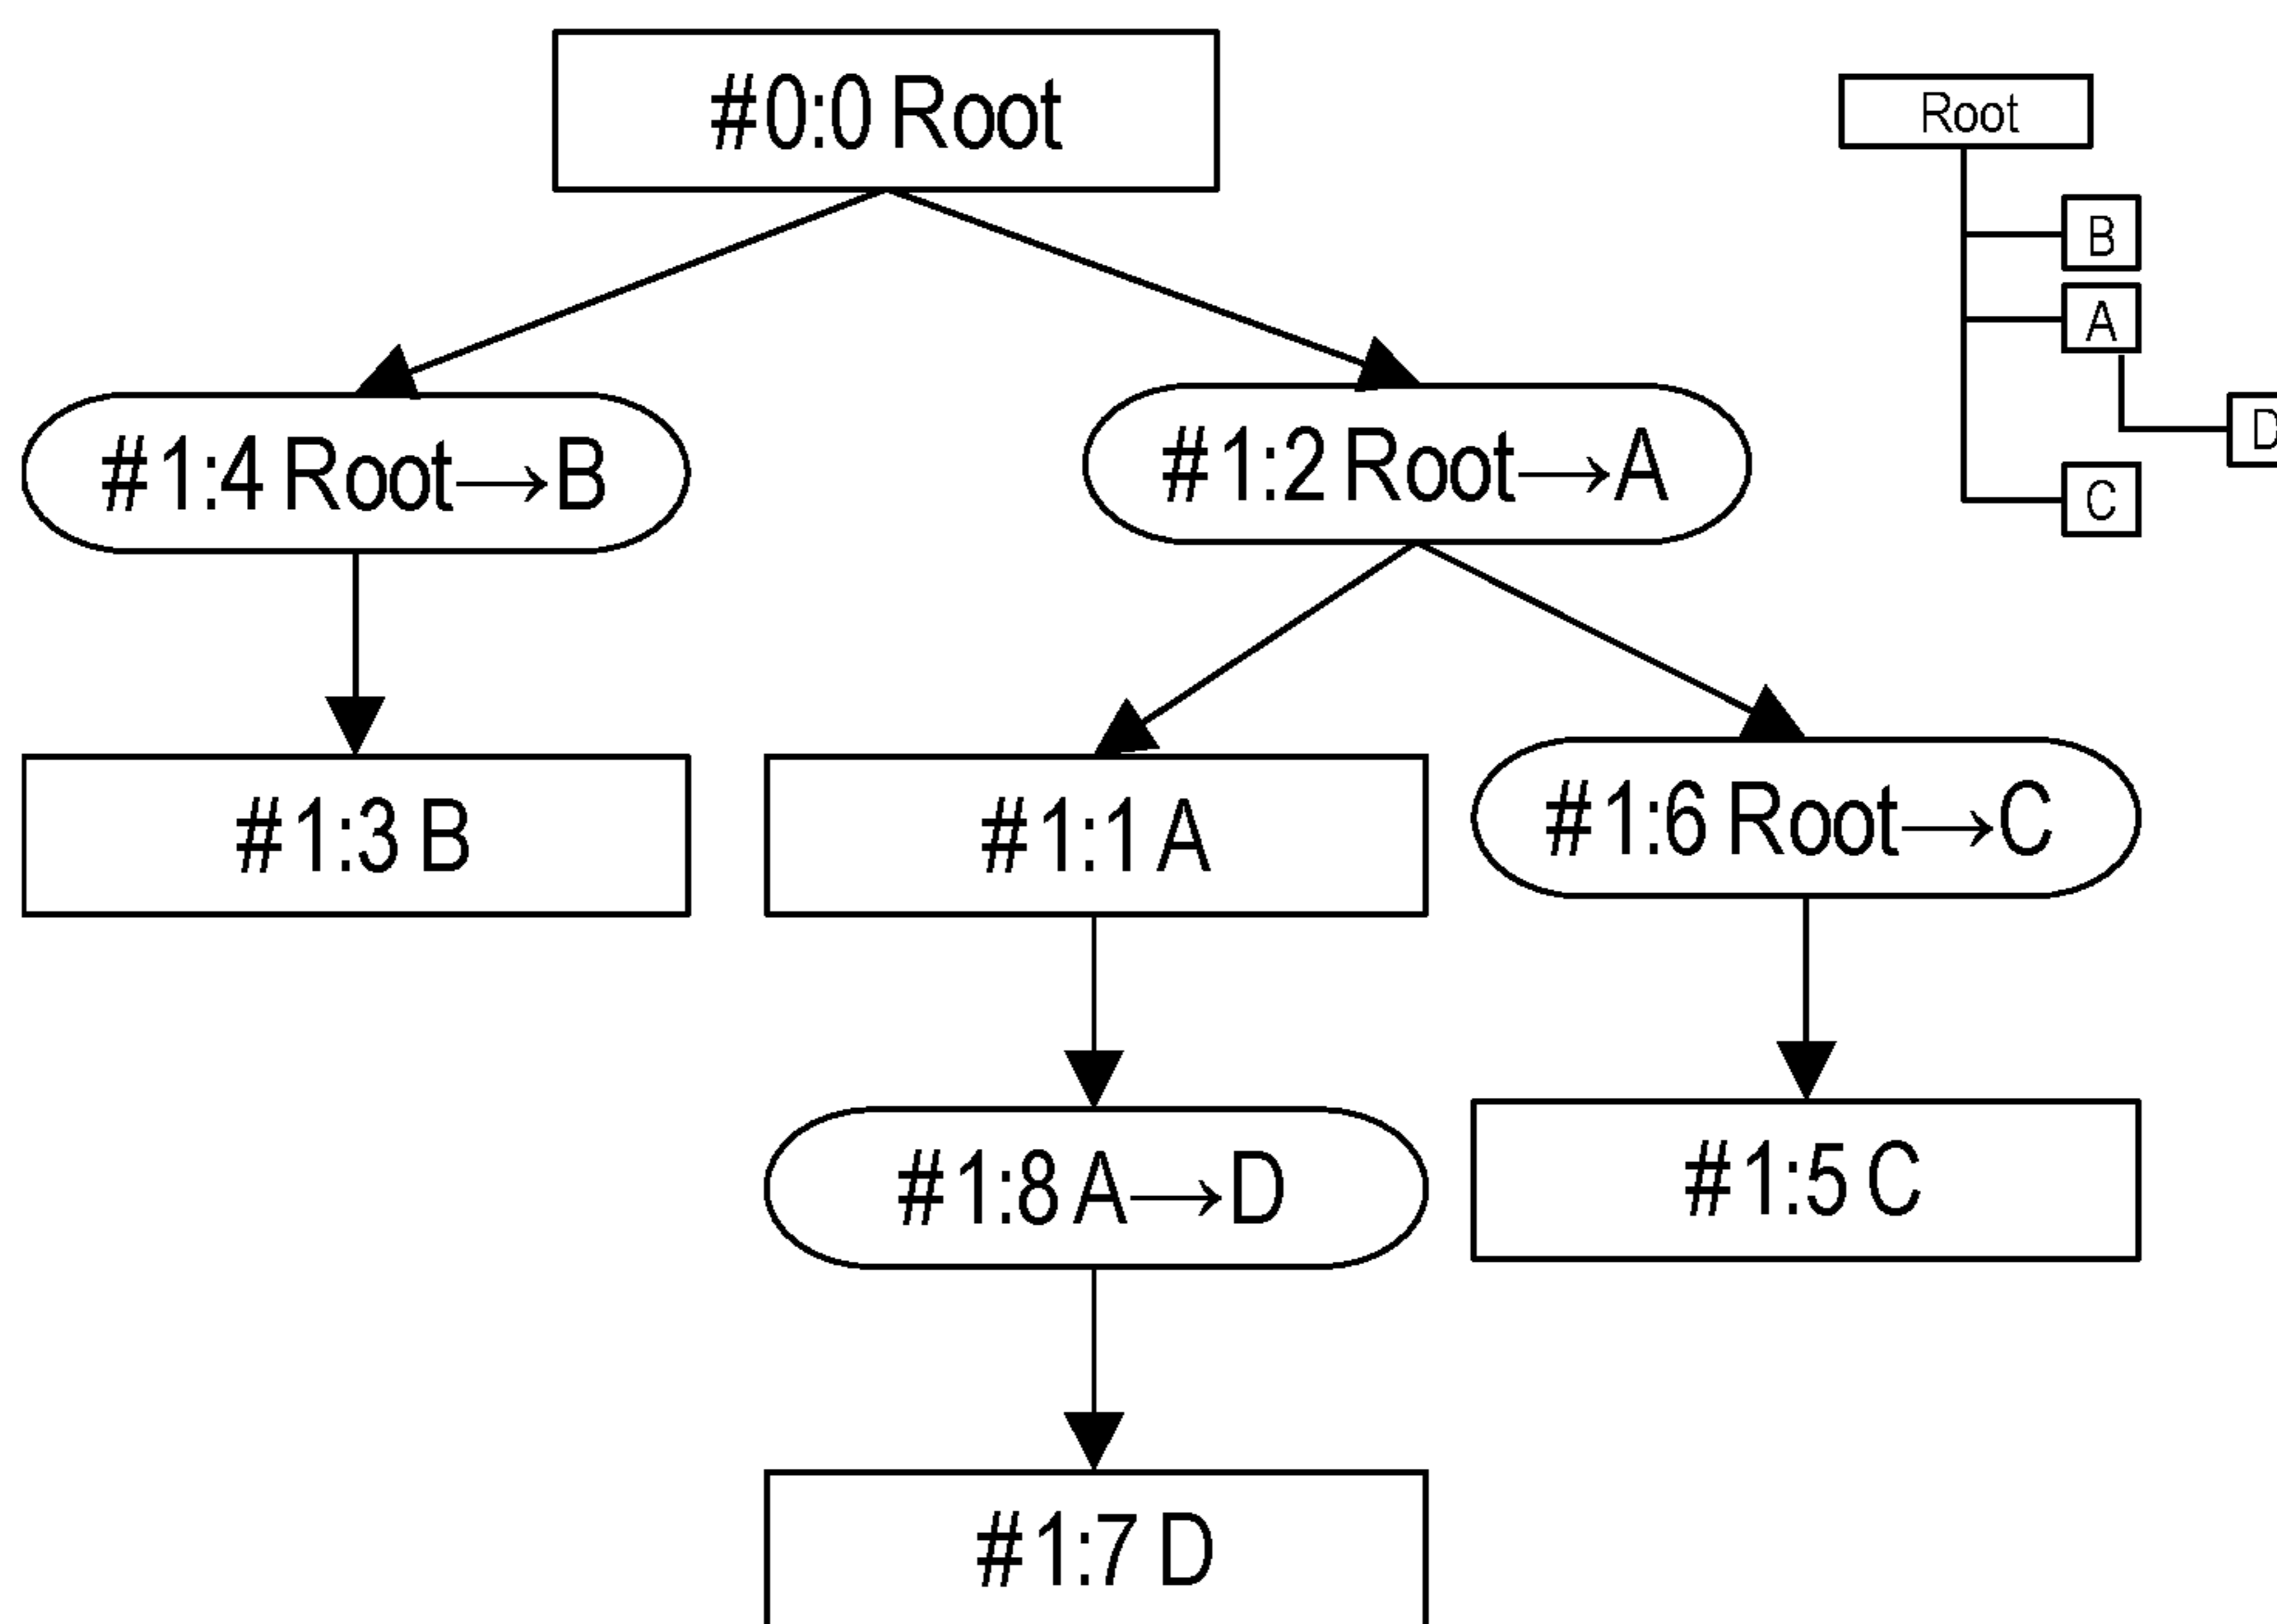 #0:0 Root
#1:4 Root→B
#1:2 Root→A
#1:3 B
#1:1 A
#1:6 Root→C
#1:8 A→D
#1:5 C
#1:7 D
Root
B
A
D
C